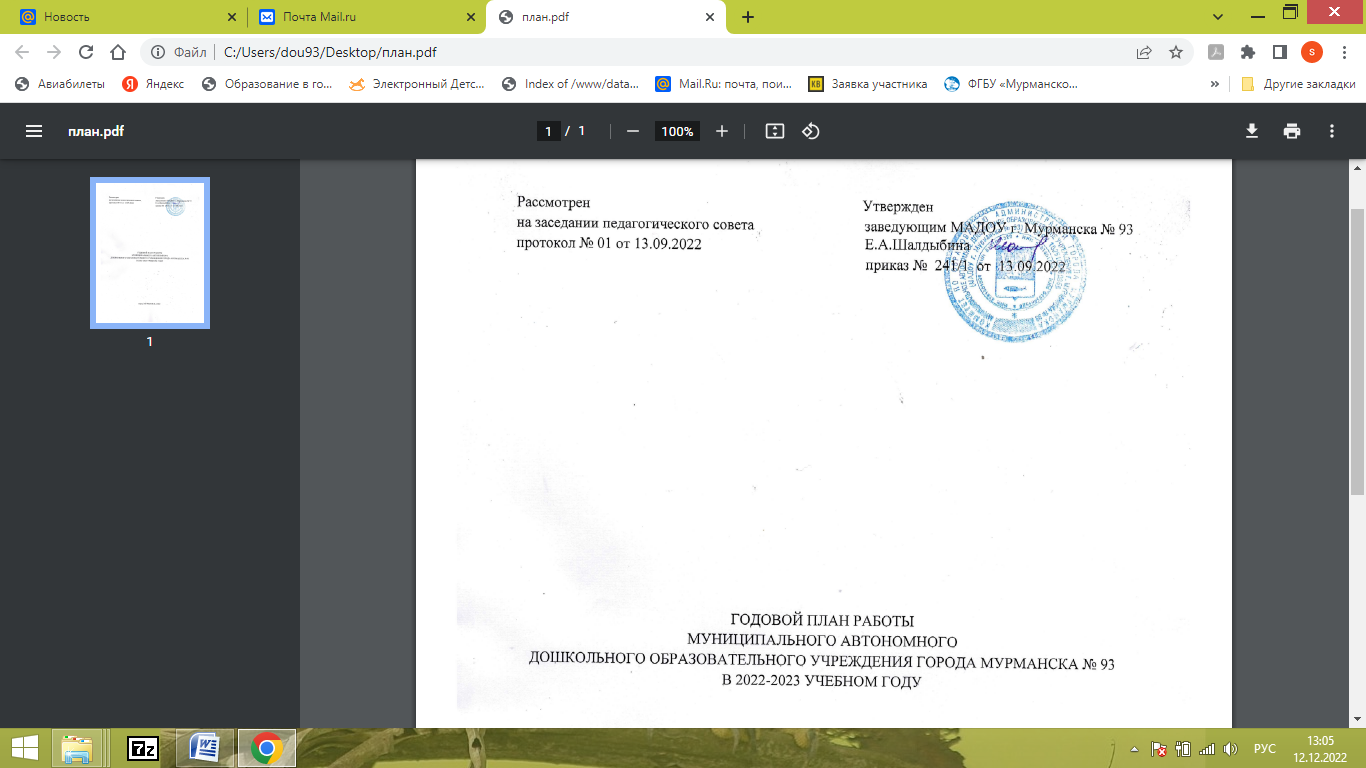 Новость
Почта Mail.ru
план.pdf
Файл
C:/Users/dou93/Desktop/план.pdf
s
Авиабилеты
Яндекс
Образование в го...
Электронный Детс...
Index of /www/data...
Mail.Ru: почта, пои...
КВ Заявка участника
ФГБУ «Мурманско...
»
Другие закладки
план.pdf
1 / 1
100%
1
Рассмотрен
на заседании педагогического совета
протокол № 01 от 13.09.2022
Утвержден
заведующим МАДОУ г. Мурманска № 93
Е.А.Шалдыбина
приказ № 241/1 от 13.09.2022
ГОДОВОЙ ПЛАН РАБОТЫ
МУНИЦИПАЛЬНОГО АВТОНОМНОГО
ДОШКОЛЬНОГО ОБРАЗОВАТЕЛЬНОГО УЧРЕЖДЕНИЯ ГОРОДА МУРМАНСКА № 93
В 2022-2023 УЧЕБНОМ ГОДУ
7z
РУС
13:05
12.12.2022